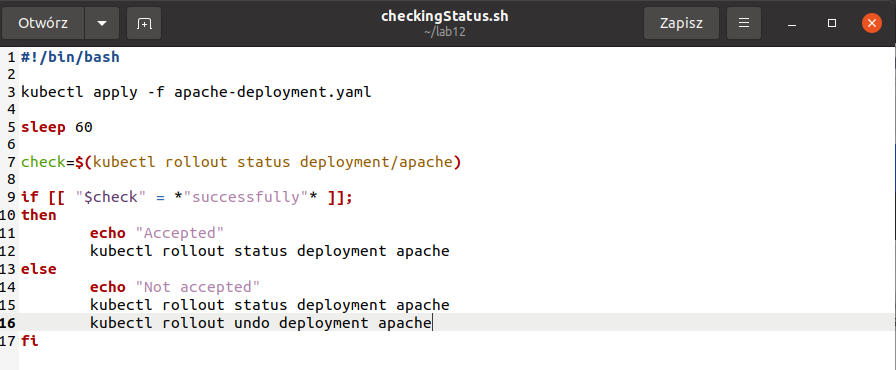 Otwórz
checkingStatus.sh
~/lab12
Zapisz
1 #!/bin/bash
2
3 kubectl apply -f apache-deployment.yaml
4
5 sleep 60
6
7 check=$(kubectl rollout status deployment/apache)
8
9 if [[ "$check" = *"successfully"* ]];
10 then
11 echo "Accepted"
12 kubectl rollout status deployment apache
13 else
14 echo "Not accepted"
15 kubectl rollout status deployment apache
16 kubectl rollout undo deployment apache
17 fi